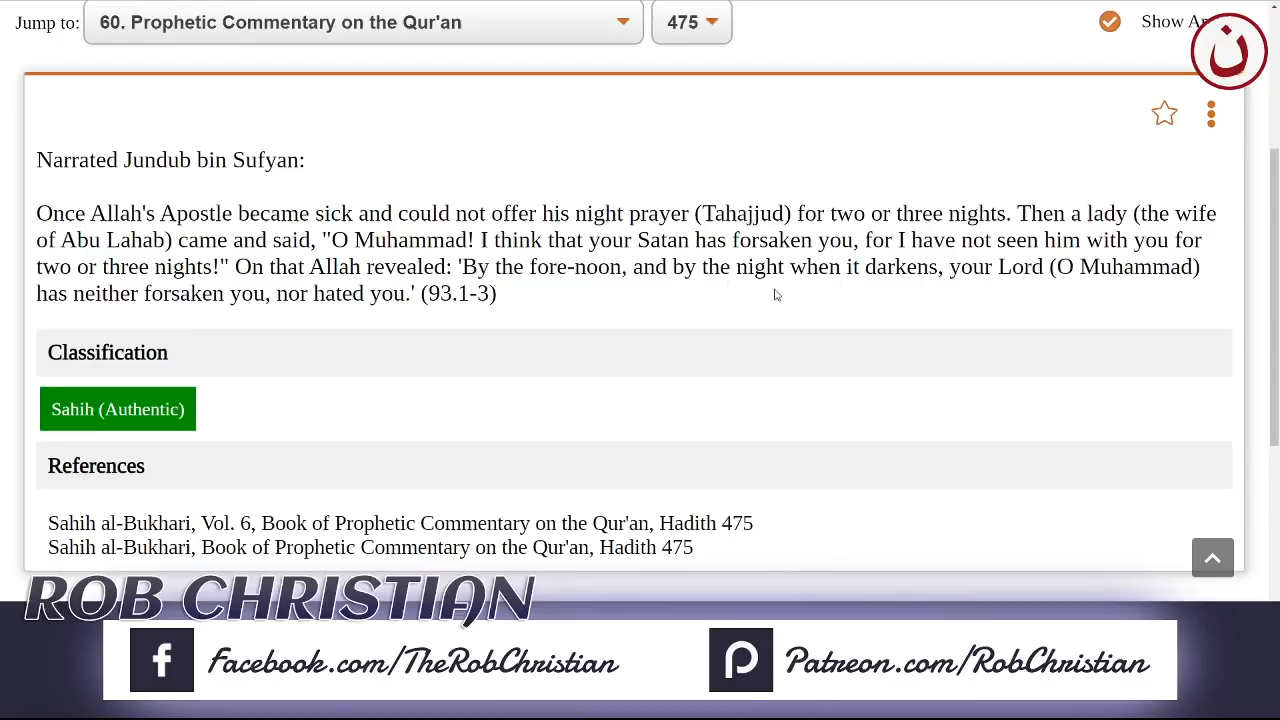 Jump to: 60. Prophetic Commentary on the Qur'an 475 Show Ar
ن
Narrated Jundub bin Sufyan:
Once Allah's Apostle became sick and could not offer his night prayer (Tahajjud) for two or three nights. Then a lady (the wife
of Abu Lahab) came and said, "O Muhammad! I think that your Satan has forsaken you, for I have not seen him with you for
two or three nights!" On that Allah revealed: 'By the fore-noon, and by the night when it darkens, your Lord (O Muhammad)
has neither forsaken you, nor hated you.' (93.1-3)
Classification
Sahih (Authentic)
References
Sahih al-Bukhari, Vol. 6, Book of Prophetic Commentary on the Qur'an, Hadith 475
Sahih al-Bukhari, Book of Prophetic Commentary on the Qur'an, Hadith 475
ROB CHRISTIAN
Facebook.com/TheRobChristian Patreon.com/RobChristian